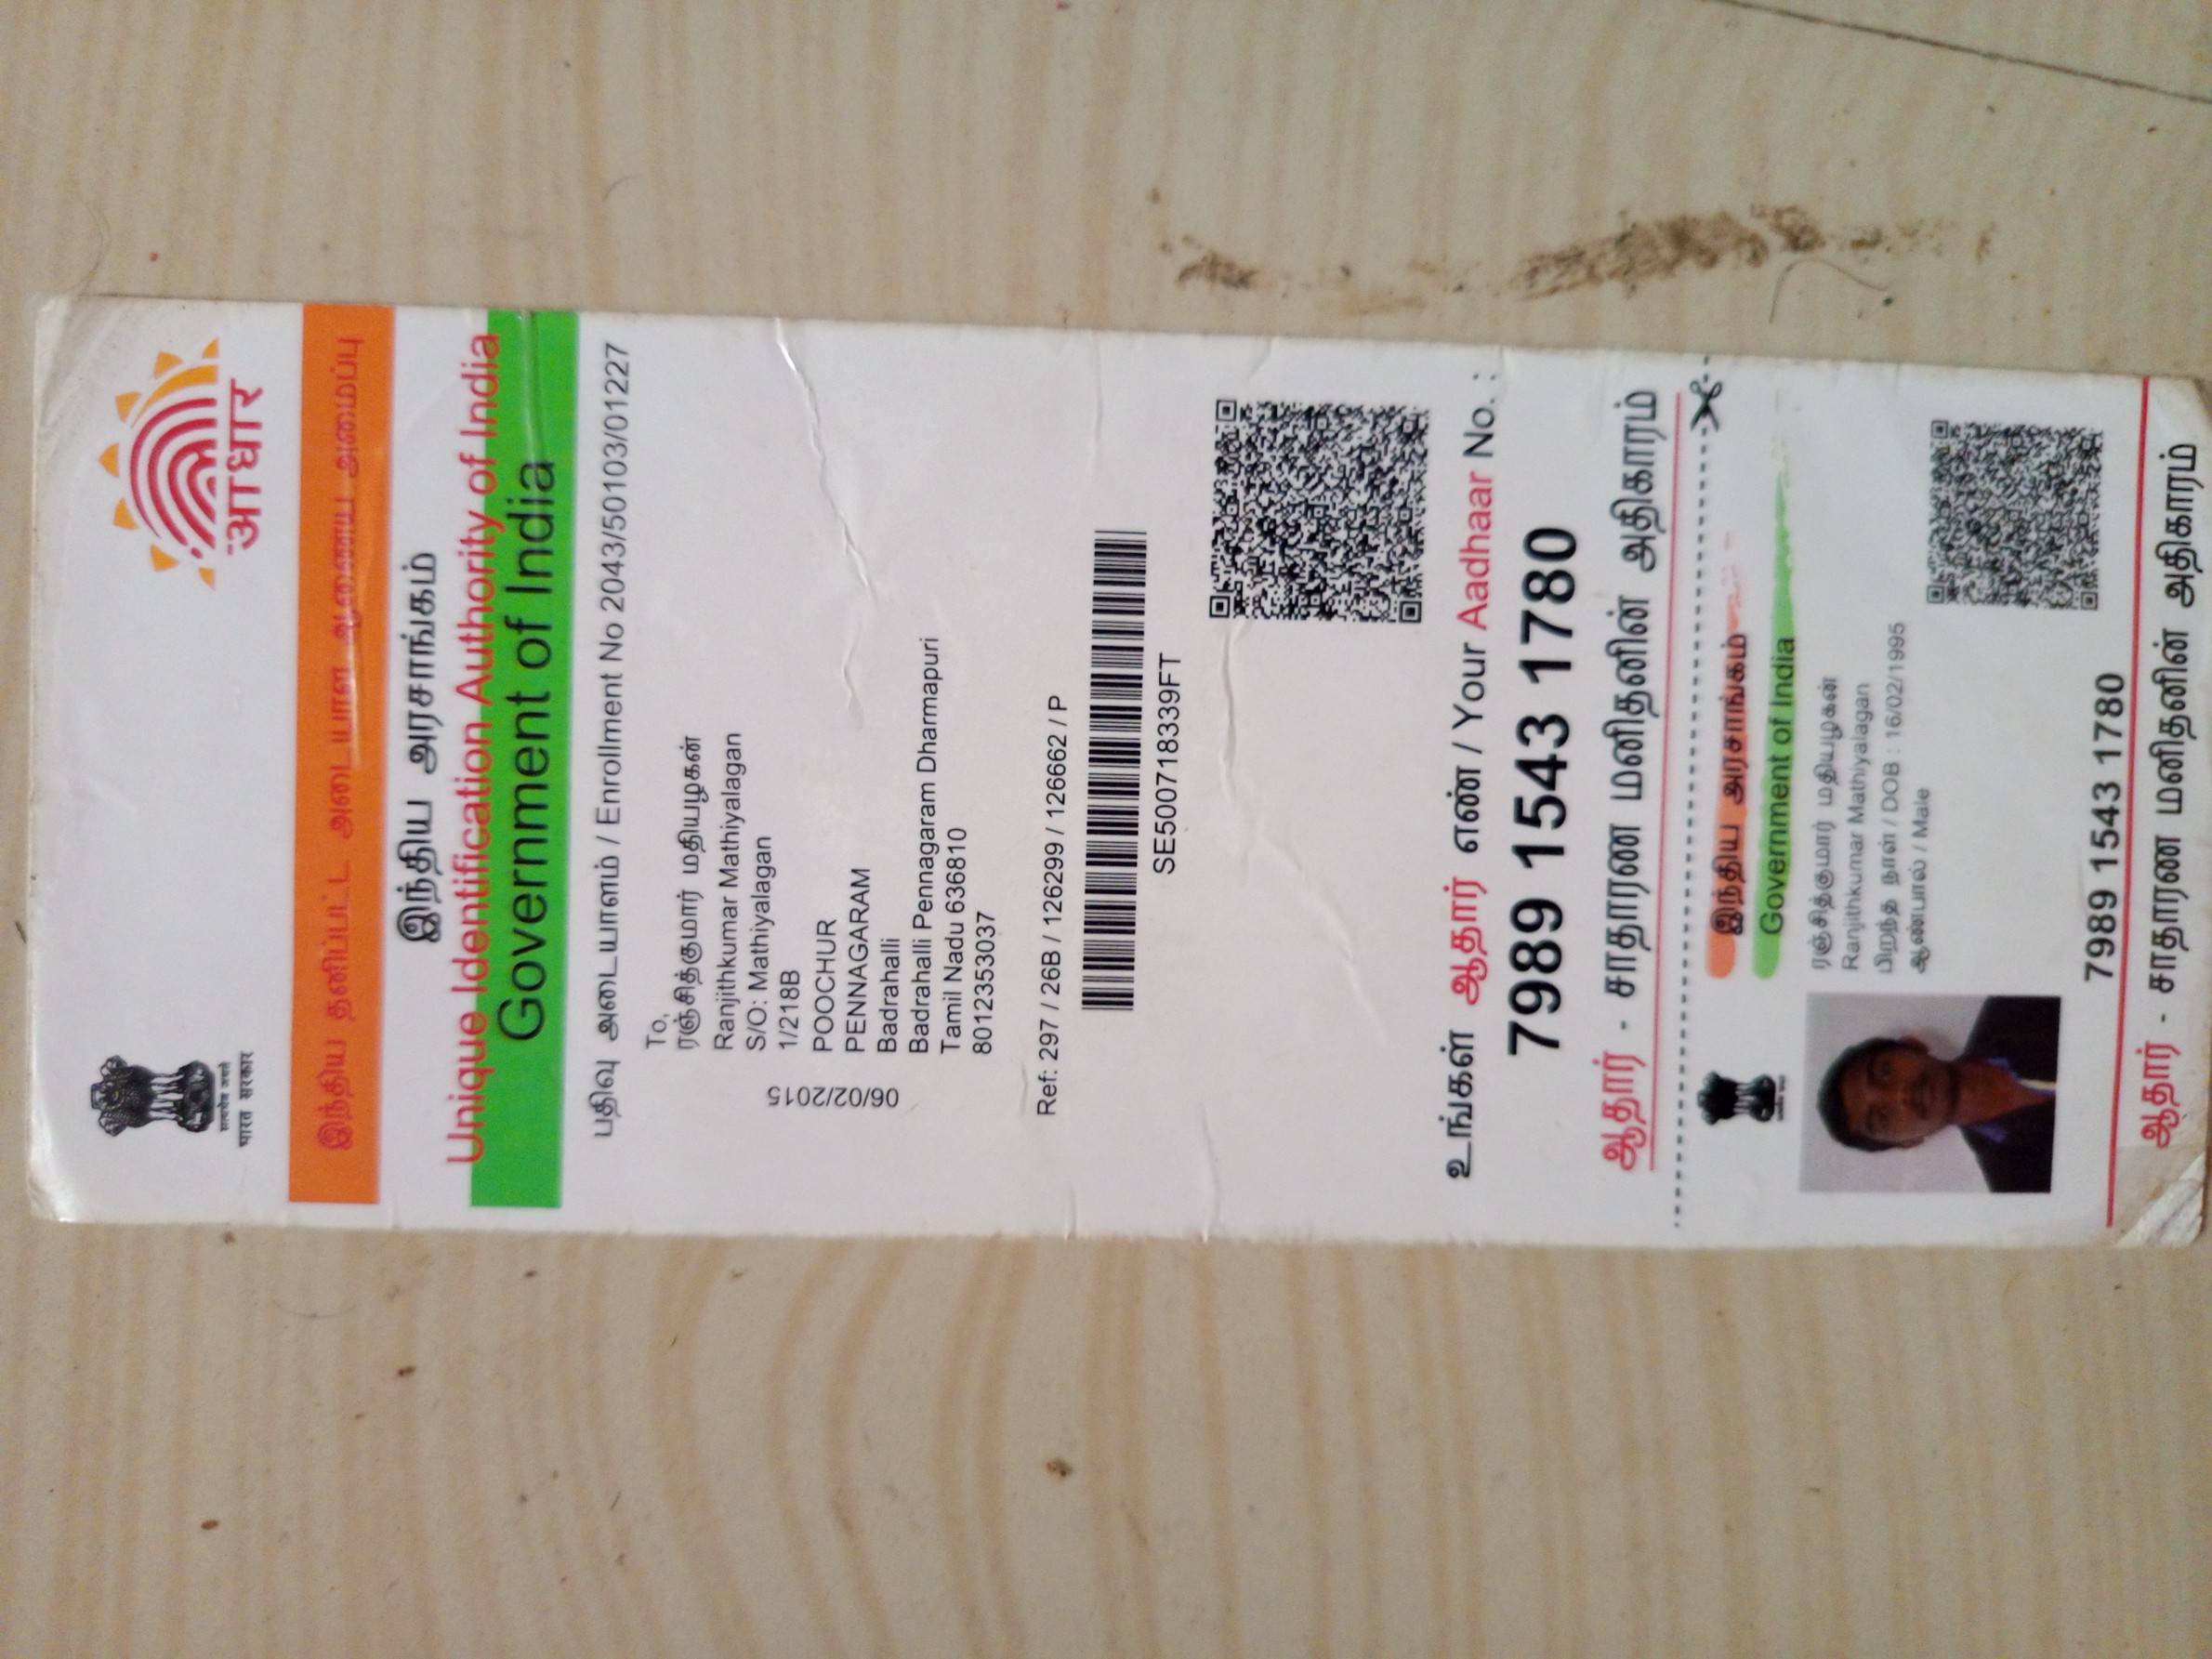 सत्यमेव जयते
भारत सरकार
आधार
இந்திய தனிப்பட்ட அடையாள ஆணைய அமைப்பு
இந்திய அரசாங்கம்
Unique Identification Authority of India
Government of India
பதிவு அடையாளம் / Enrollment No 2043/50103/01227
To,
ரஞ்சித்குமார் மதியழகன்
Ranjithkumar Mathiyalagan
S/O: Mathiyalagan
1/218B
POOCHUR
PENNAGARAM
Badrahalli
Badrahalli Pennagaram Dharmapuri
Tamil Nadu 636810
8012353037
06/02/2015
Ref: 297 / 26B / 126299 / 126662 / P
SE500718339FT
உங்கள் ஆதார் எண் / Your Aadhaar No. :
7989 1543 1780
ஆதார் - சாதாரண மனிதனின் அதிகாரம்
இந்திய அரசாங்கம்
Government of India
ரஞ்சித்குமார் மதியழகன்
Ranjithkumar Mathiyalagan
பிறந்த நாள் / DOB : 16/02/1995
ஆண்பால் / Male
7989 1543 1780
ஆதார் - சாதாரண மனிதனின் அதிகாரம்